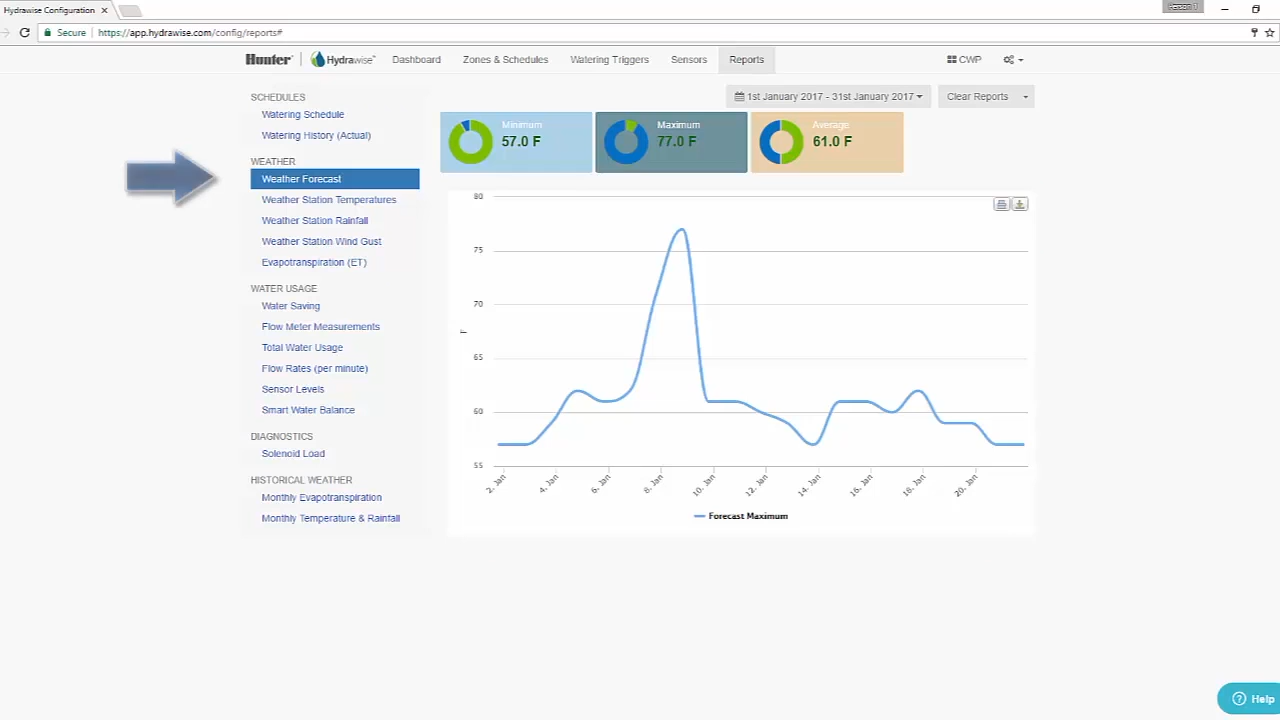 Hydrawise Configuration
Secure https://app.hydrawise.com/config/reports#
Hunter Hydrawise Dashboard Zones & Schedules Watering Triggers Sensors Reports CWP
1st January 2017 - 31st January 2017 Clear Reports
SCHEDULES
Watering Schedule
Watering History (Actual)
WEATHER
Weather Forecast
Weather Station Temperatures
Weather Station Rainfall
Weather Station Wind Gust
Evapotranspiration (ET)
WATER USAGE
Water Saving
Flow Meter Measurements
Total Water Usage
Flow Rates (per minute)
Sensor Levels
Smart Water Balance
DIAGNOSTICS
Solenoid Load
HISTORICAL WEATHER
Monthly Evapotranspiration
Monthly Temperature & Rainfall
Minimum
57.0 F
Maximum
77.0 F
Average
61.0 F
80
75
70
65
60
55
F
2. Jan 4. Jan 6. Jan 8. Jan 10. Jan 12. Jan 14. Jan 16. Jan 18. Jan 20. Jan
Forecast Maximum
Help